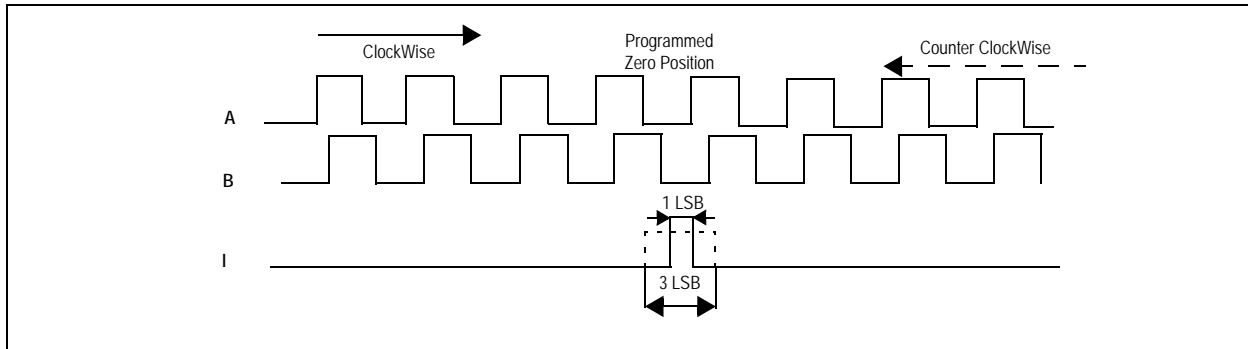 ClockWise
Programmed
Zero Position
Counter ClockWise
A
B
1 LSB
I
3 LSB